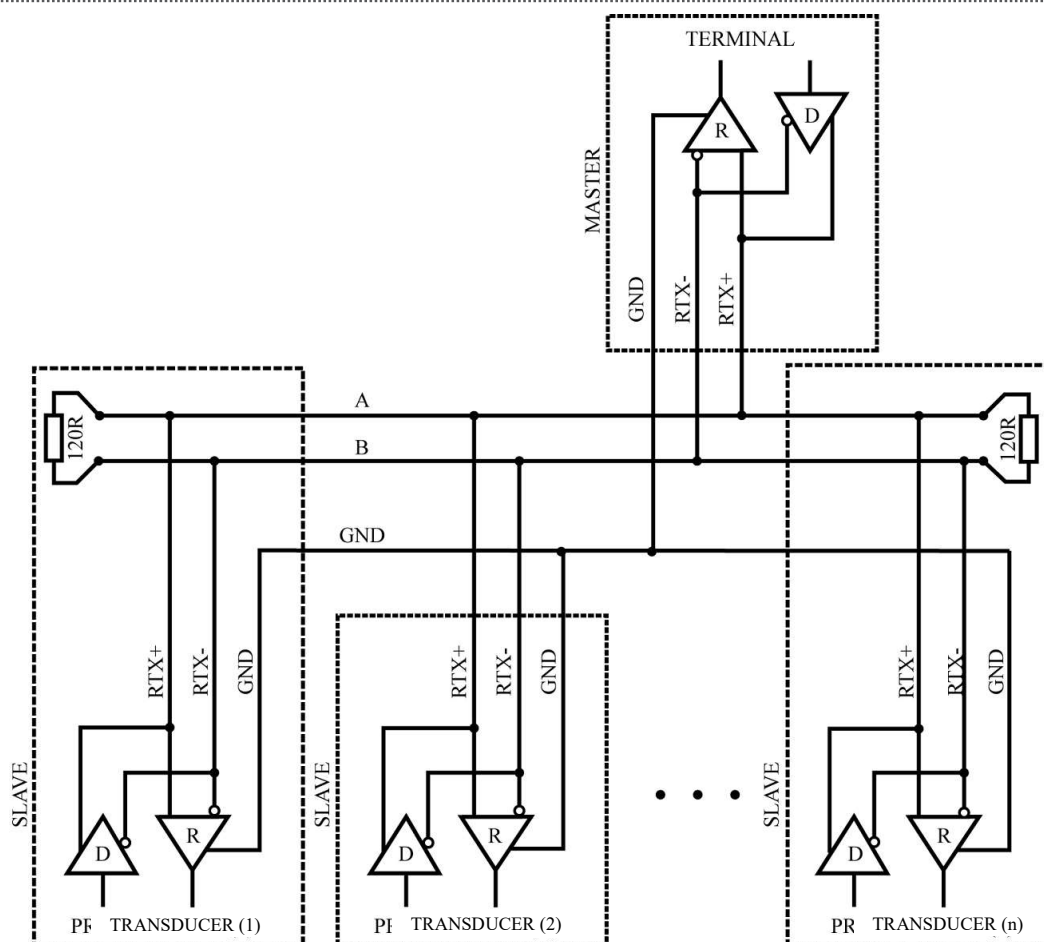 TERMINAL
R
D
MASTER
GND
RTX-
RTX+
120R
A
B
120R
GND
RTX+
RTX-
GND
RTX+
RTX-
GND
RTX+
RTX-
GND
SLAVE
SLAVE
SLAVE
D
R
D
R
D
R
TRANSDUCER (1)
TRANSDUCER (2)
PR TRANSDUCER (n)